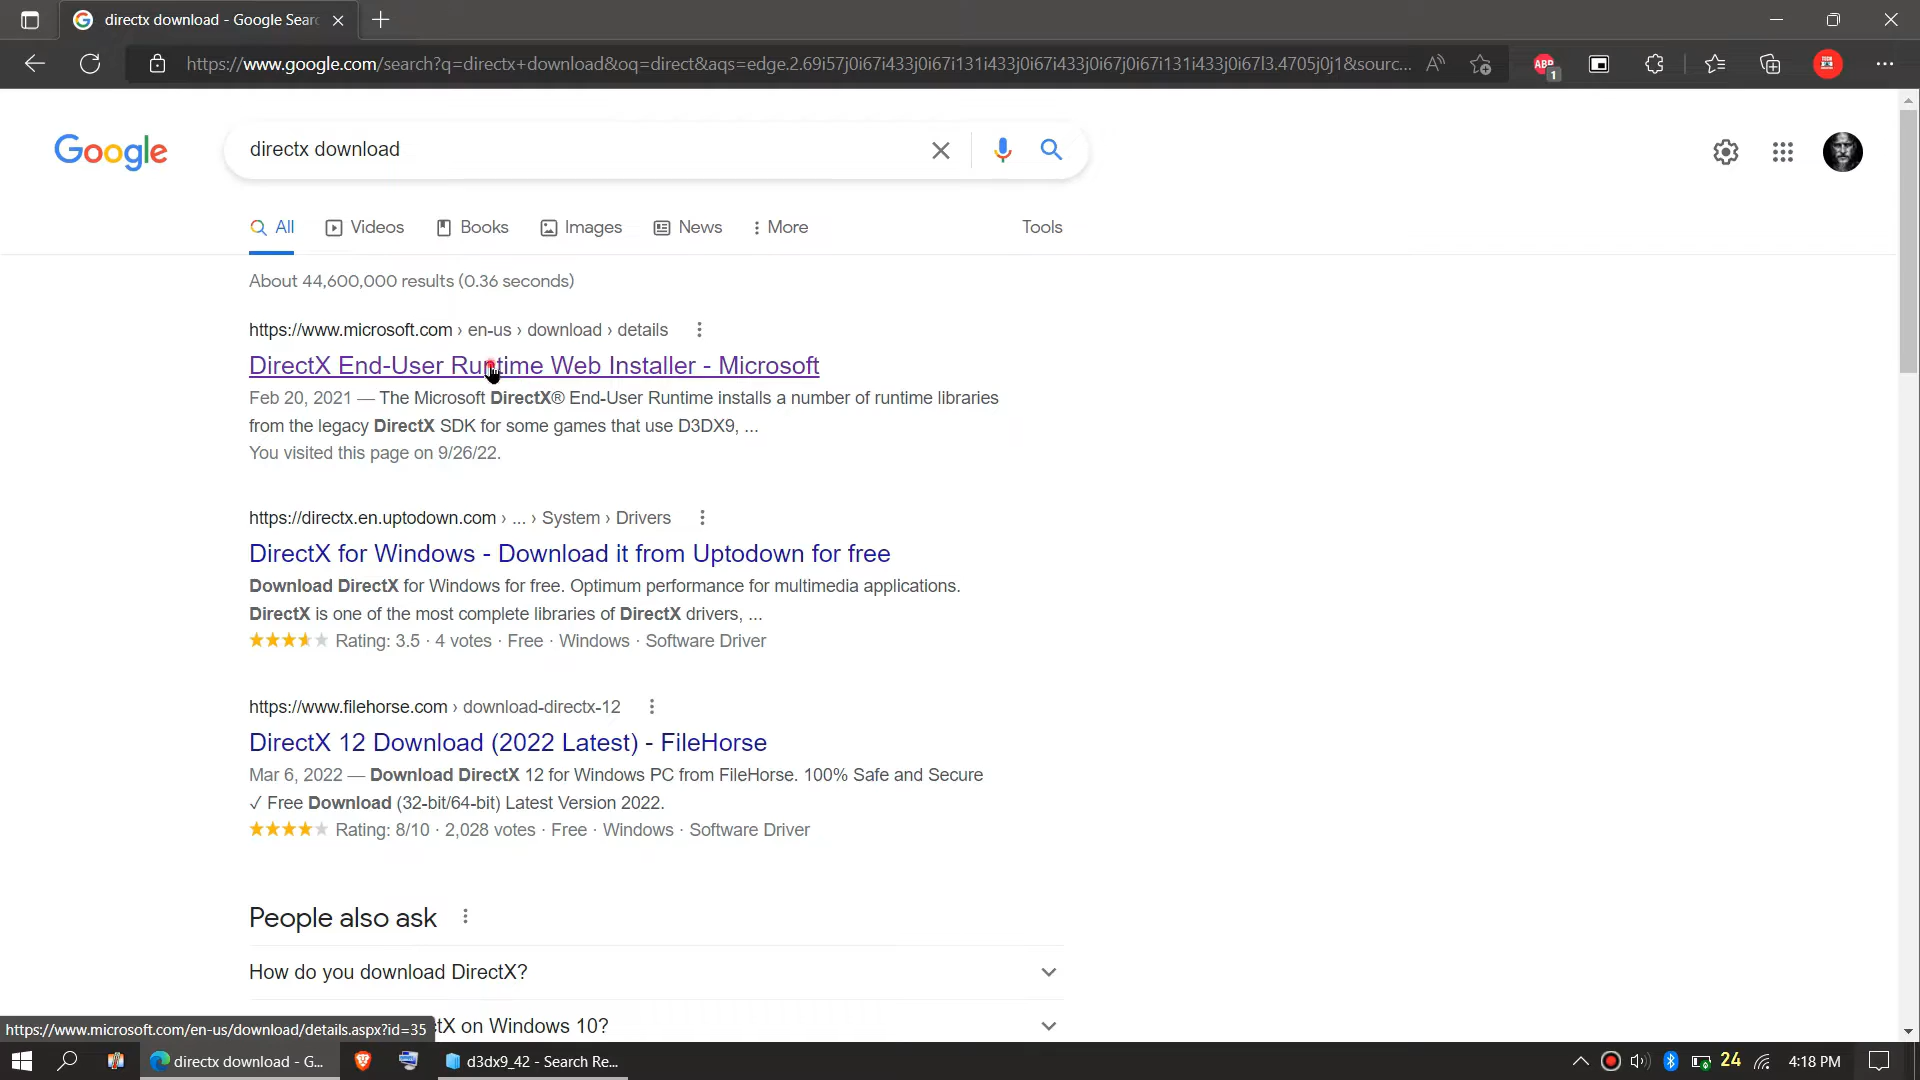 directx download - Google Sear
https://www.google.com/search?q=directx+download&oq=direct&aqs=edge.2.69i57j0i67i433j0i67i131i433j0i67i433j0i67j0i67i131i433j0i67l3.4705j0j1&sourc...
ABP
1
Google
directx download
All Videos Books Images News More Tools
About 44,600,000 results (0.36 seconds)
https://www.microsoft.com › en-us › download › details
DirectX End-User Runtime Web Installer - Microsoft
Feb 20, 2021 — The Microsoft DirectX® End-User Runtime installs a number of runtime libraries
from the legacy DirectX SDK for some games that use D3DX9, ...
You visited this page on 9/26/22.
https://directx.en.uptodown.com › ... › System › Drivers
DirectX for Windows - Download it from Uptodown for free
Download DirectX for Windows for free. Optimum performance for multimedia applications.
DirectX is one of the most complete libraries of DirectX drivers, ...
Rating: 3.5 · 4 votes · Free · Windows · Software Driver
https://www.filehorse.com › download-directx-12
DirectX 12 Download (2022 Latest) - FileHorse
Mar 6, 2022 — Download DirectX 12 for Windows PC from FileHorse. 100% Safe and Secure
✓ Free Download (32-bit/64-bit) Latest Version 2022.
Rating: 8/10 · 2,028 votes · Free · Windows · Software Driver
People also ask
How do you download DirectX?
tX on Windows 10?
https://www.microsoft.com/en-us/download/details.aspx?id=35
directx download - G...
d3dx9_42 - Search Re...
24
4:18 PM